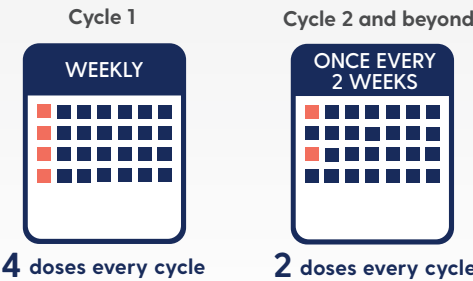 Cycle 1
WEEKLY
4 doses every cycle
Cycle 2 and beyond
ONCE EVERY
2 WEEKS
2 doses every cycle